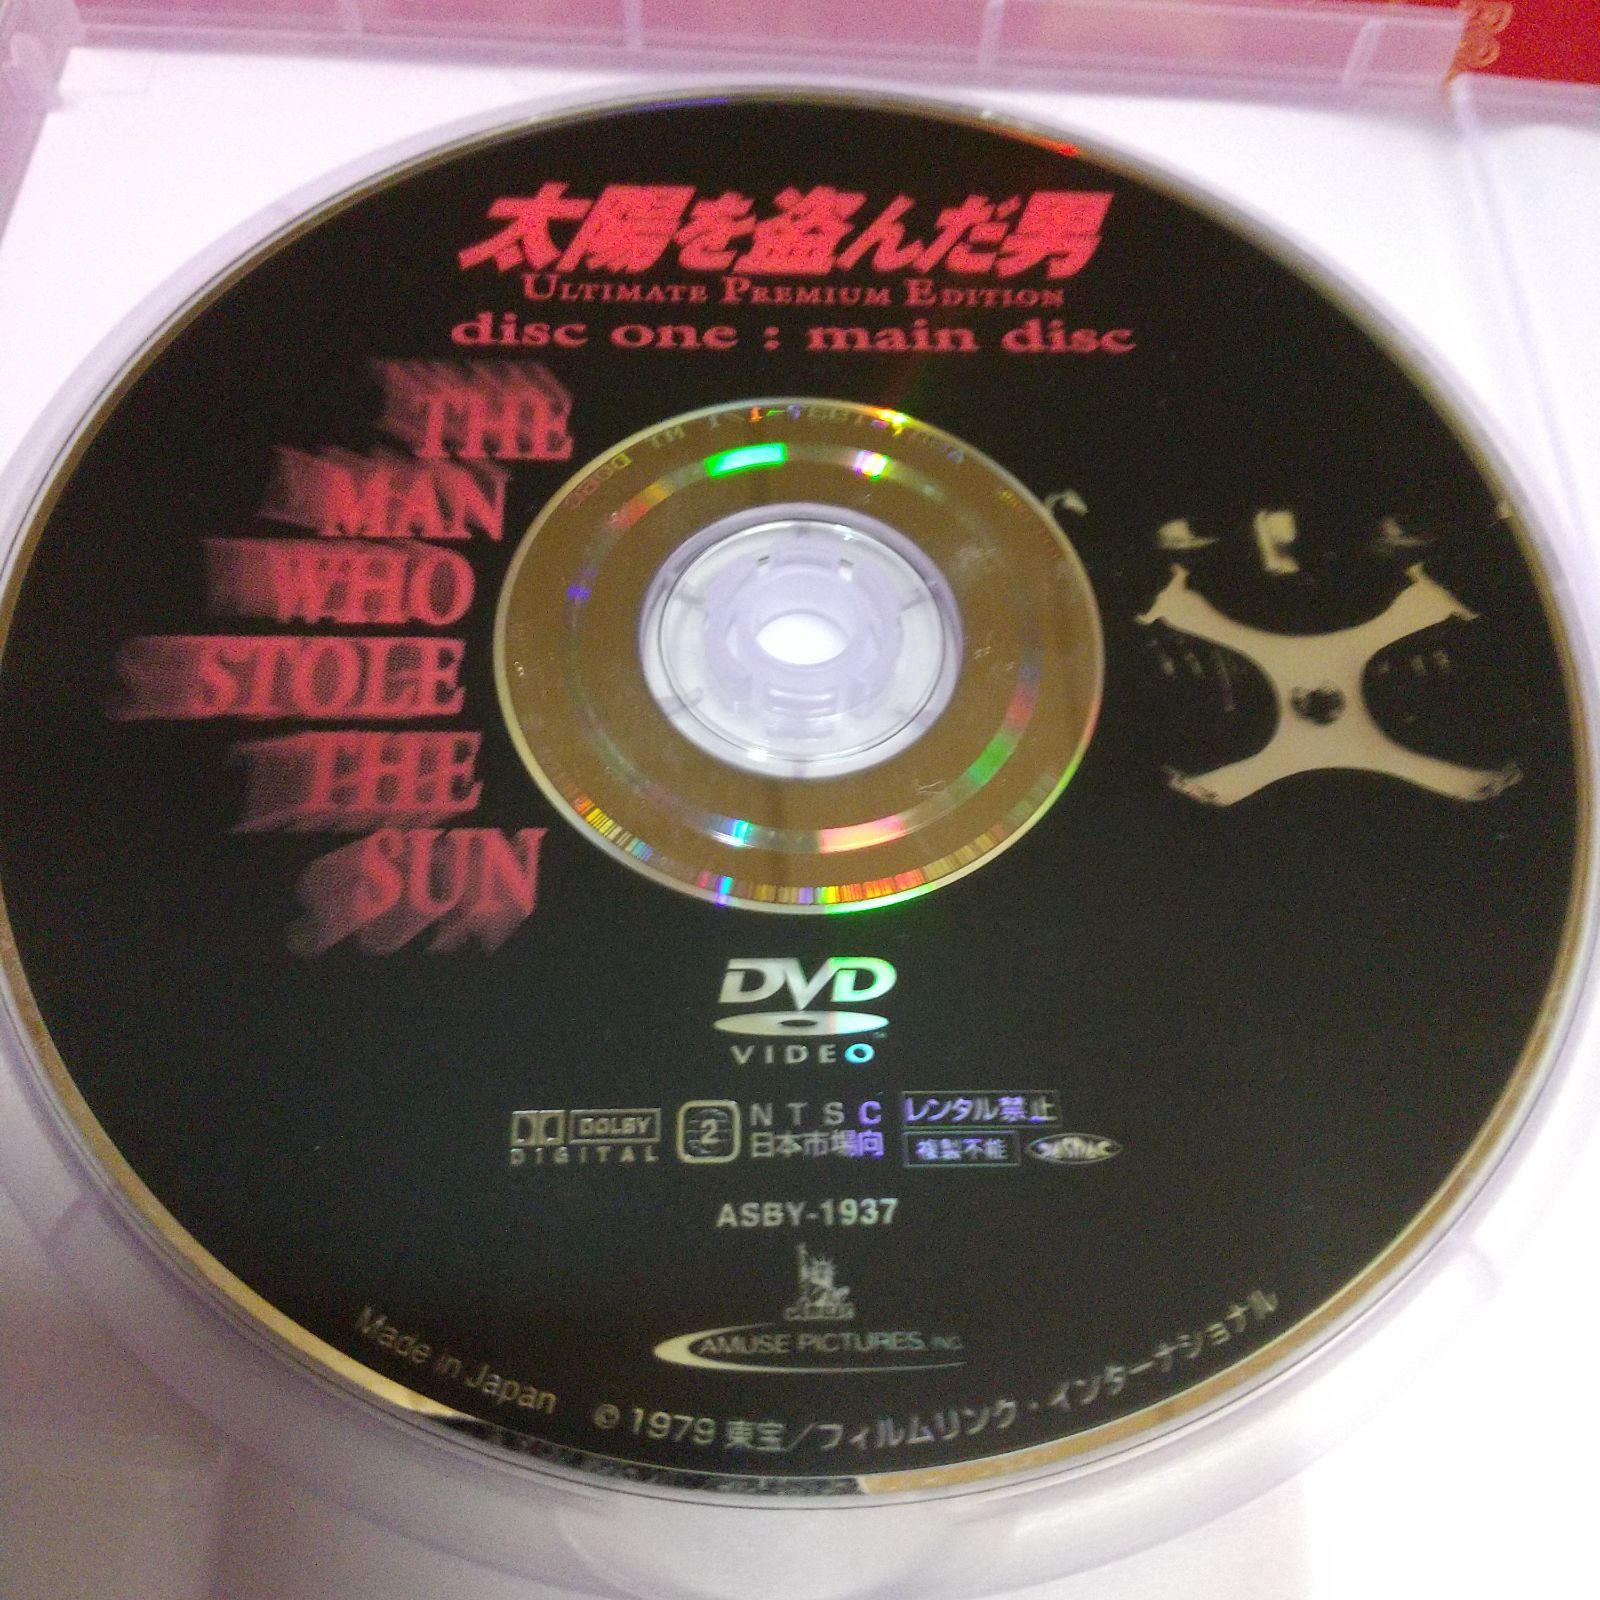 太陽を盗んだ男
ULTIMATE PREMIUM EDITION
disc one : main disc
THE
MAN
WHO
STOLE
THE
SUN
DVD
VIDEO
DOLBY
DIGITAL
2
NTSC
日本市場向
レンタル禁止
複製不能
ASBY-1937
AMUSE PICTURES, INC.
Made in Japan © 1979 東宝/フィルムリンク・インターナショナル